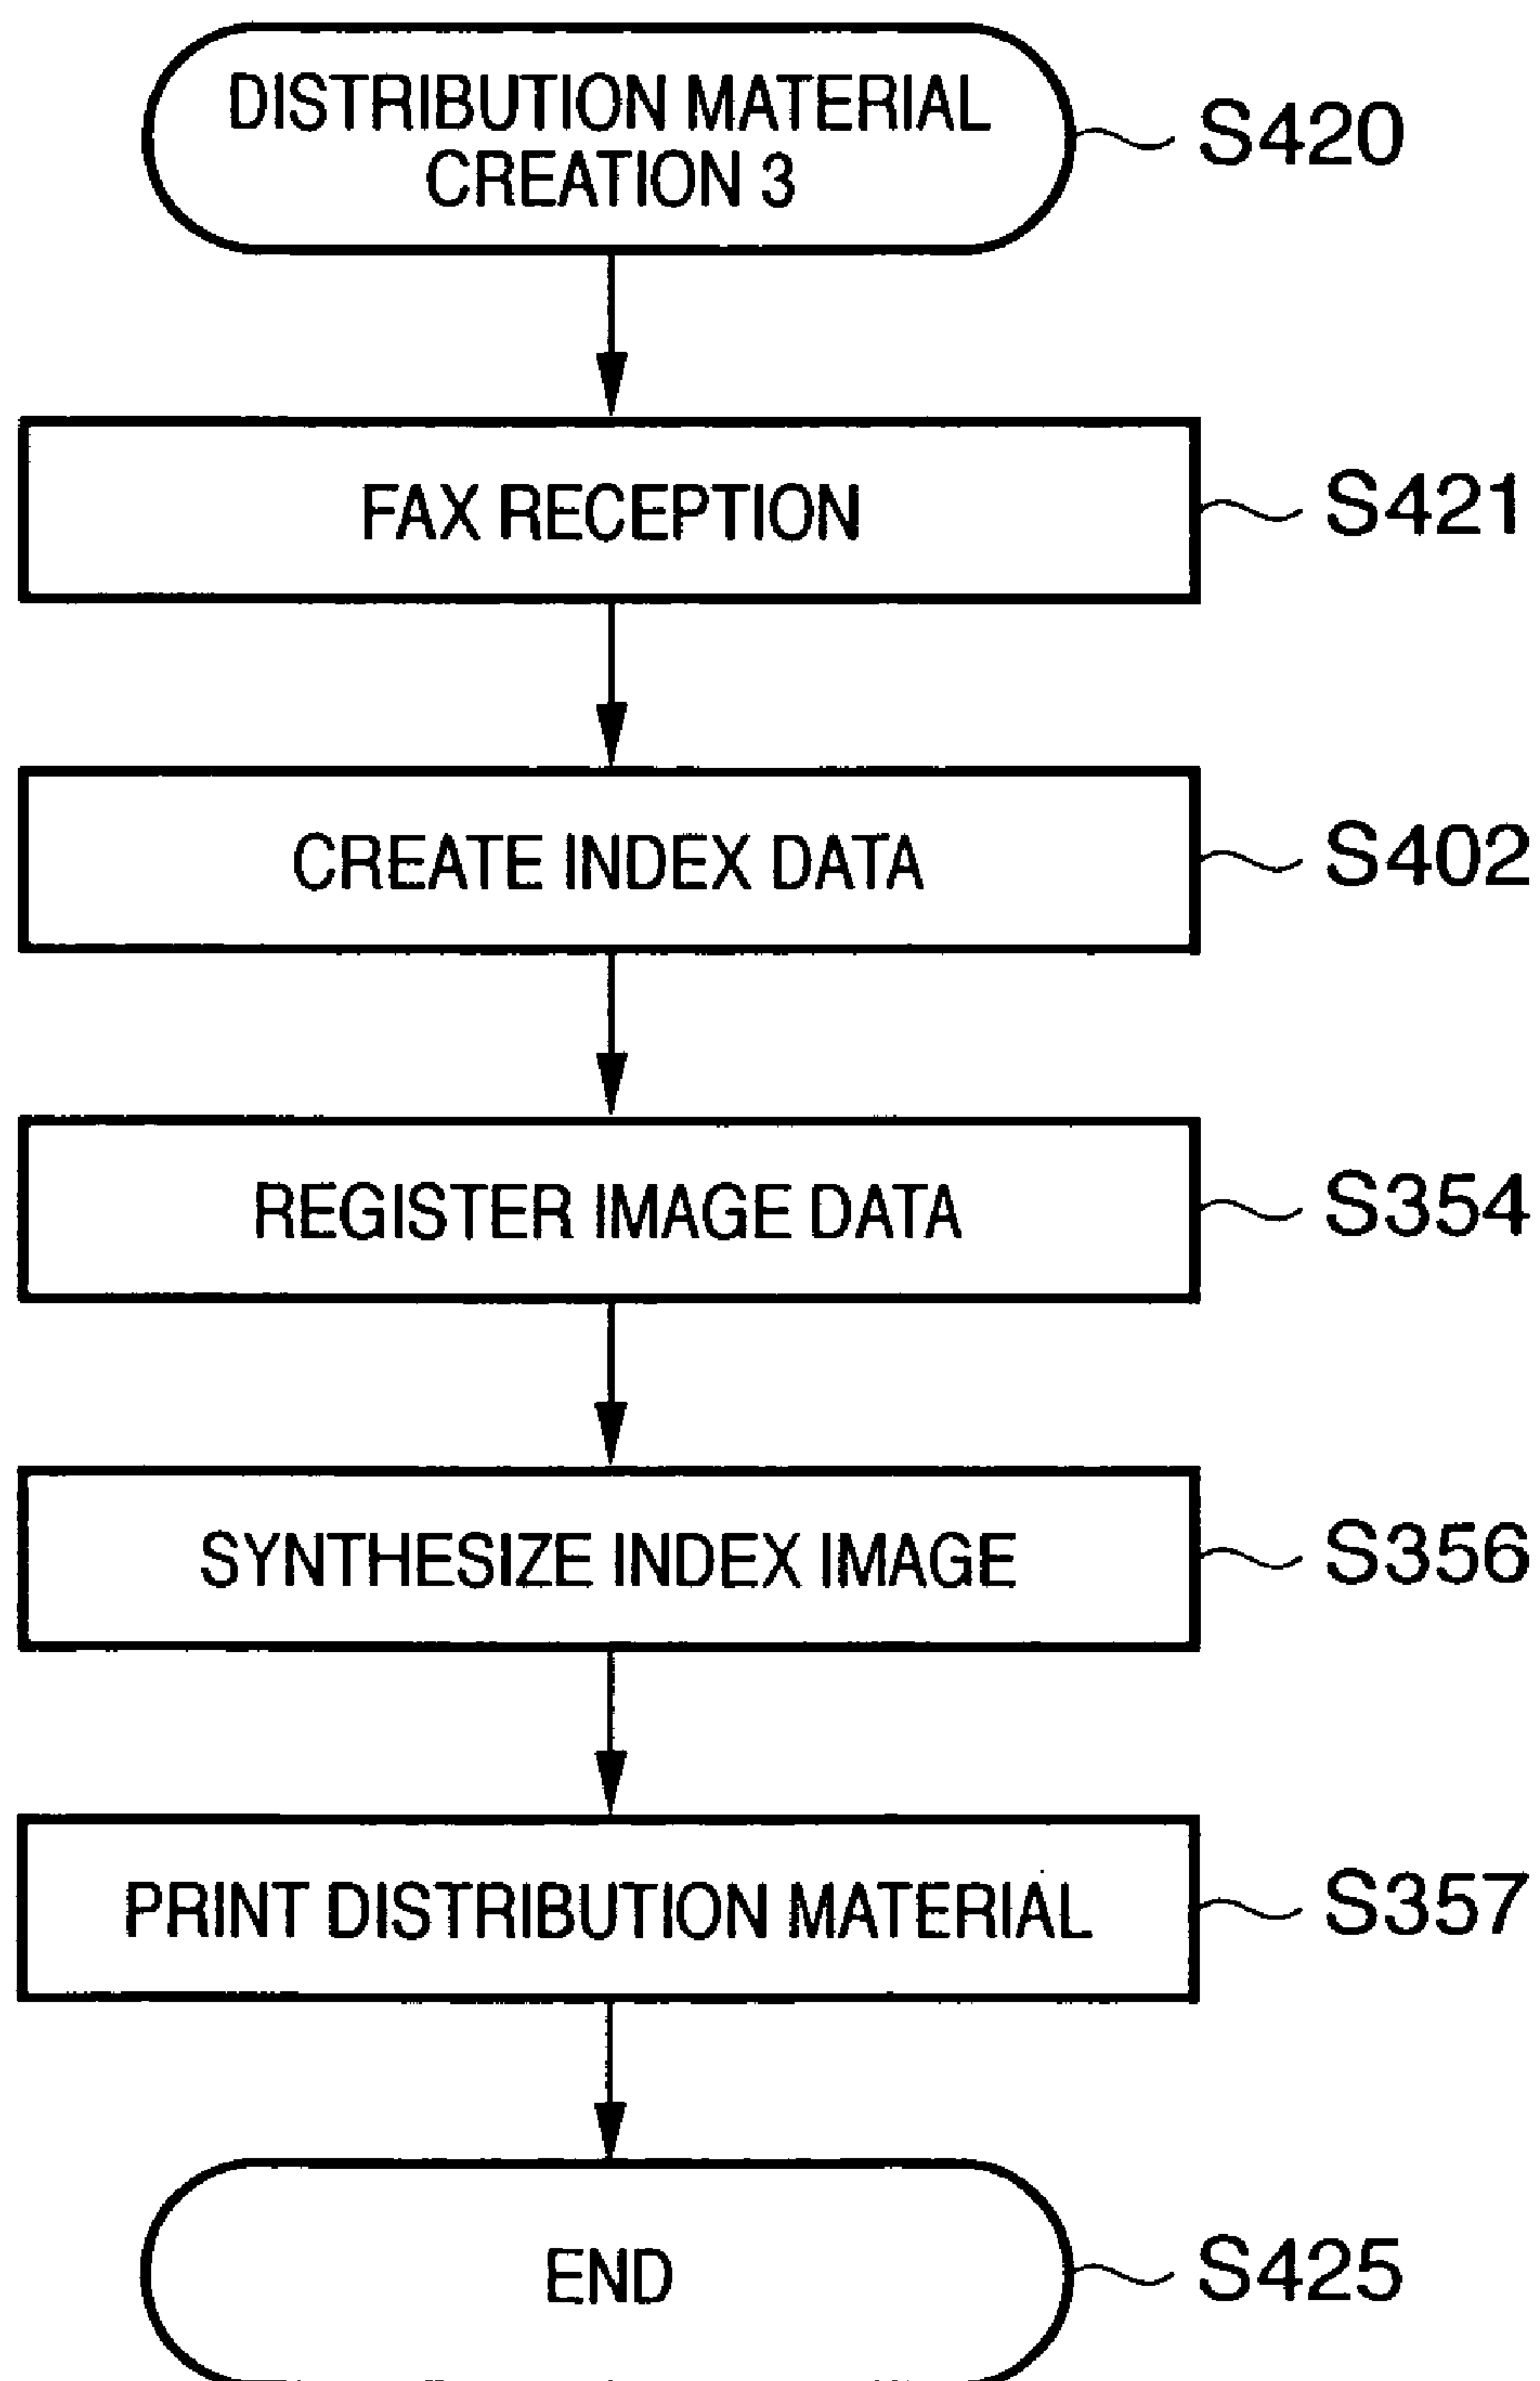 DISTRIBUTION MATERIAL
CREATION 3
S420
FAX RECEPTION
S421
CREATE INDEX DATA
S402
REGISTER IMAGE DATA
S354
SYNTHESIZE INDEX IMAGE
S356
PRINT DISTRIBUTION MATERIAL
S357
END
S425